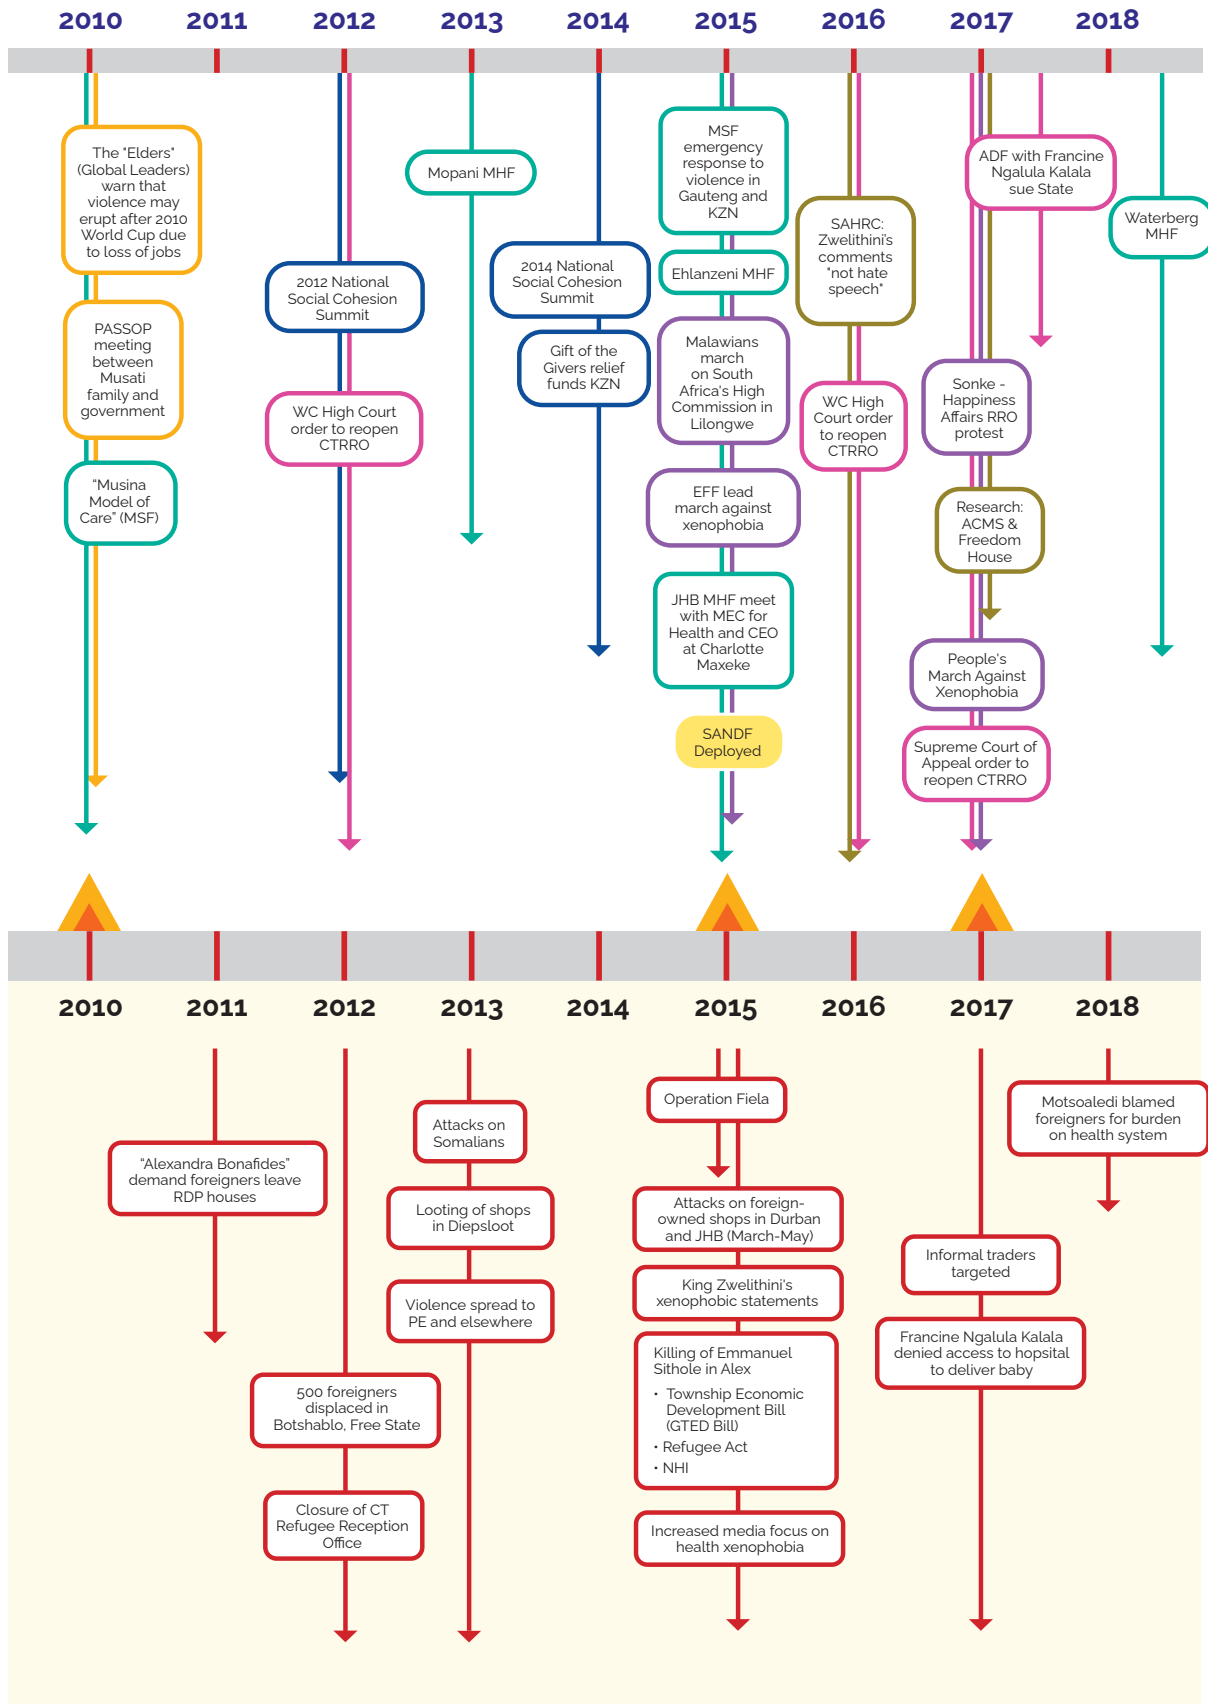 2010 2011 2012 2013 2014 2015 2016 2017 2018
The "Elders"
(Global Leaders)
warn that
violence may
erupt after 2010
World Cup due
to loss of jobs
PASSOP
meeting
between
Musati
family and
government
“Musina
Model of
Care” (MSF)
2012 National
Social Cohesion
Summit
WC High Court
order to reopen
CTRRO
Mopani MHF
2014 National
Social Cohesion
Summit
Gift of the
Givers relief
funds KZN
MSF
emergency
response to
violence in
Gauteng and
KZN
Ehlanzeni MHF
Malawians
march
on South
Africa's High
Commission in
Lilongwe
EFF lead
march against
xenophobia
JHB MHF meet
with MEC for
Health and CEO
at Charlotte
Maxeke
SANDF
Deployed
SAHRC:
Zwelithini's
comments
"not hate
speech"
WC High
Court order
to reopen
CTRRO
ADF with Francine
Ngalula Kalala
sue State
Sonke -
Happiness
Affairs RRO
protest
Research:
ACMS &
Freedom
House
People's
March Against
Xenophobia
Supreme Court of
Appeal order to
reopen CTRRO
Waterberg
MHF
2010 2011 2012 2013 2014 2015 2016 2017 2018
“Alexandra Bonafides”
demand foreigners leave
RDP houses
500 foreigners
displaced in
Botshablo, Free State
Closure of CT
Refugee Reception
Office
Attacks on
Somalians
Looting of shops
in Diepsloot
Violence spread to
PE and elsewhere
Operation Fiela
Attacks on foreign-
owned shops in Durban
and JHB (March-May)
King Zwelithini's
xenophobic statements
Killing of Emmanuel
Sithole in Alex
• Township Economic
Development Bill
(GTED Bill)
• Refugee Act
• NHI
Increased media focus on
health xenophobia
Informal traders
targeted
Francine Ngalula Kalala
denied access to hopsital
to deliver baby
Motsoaledi blamed
foreigners for burden
on health system